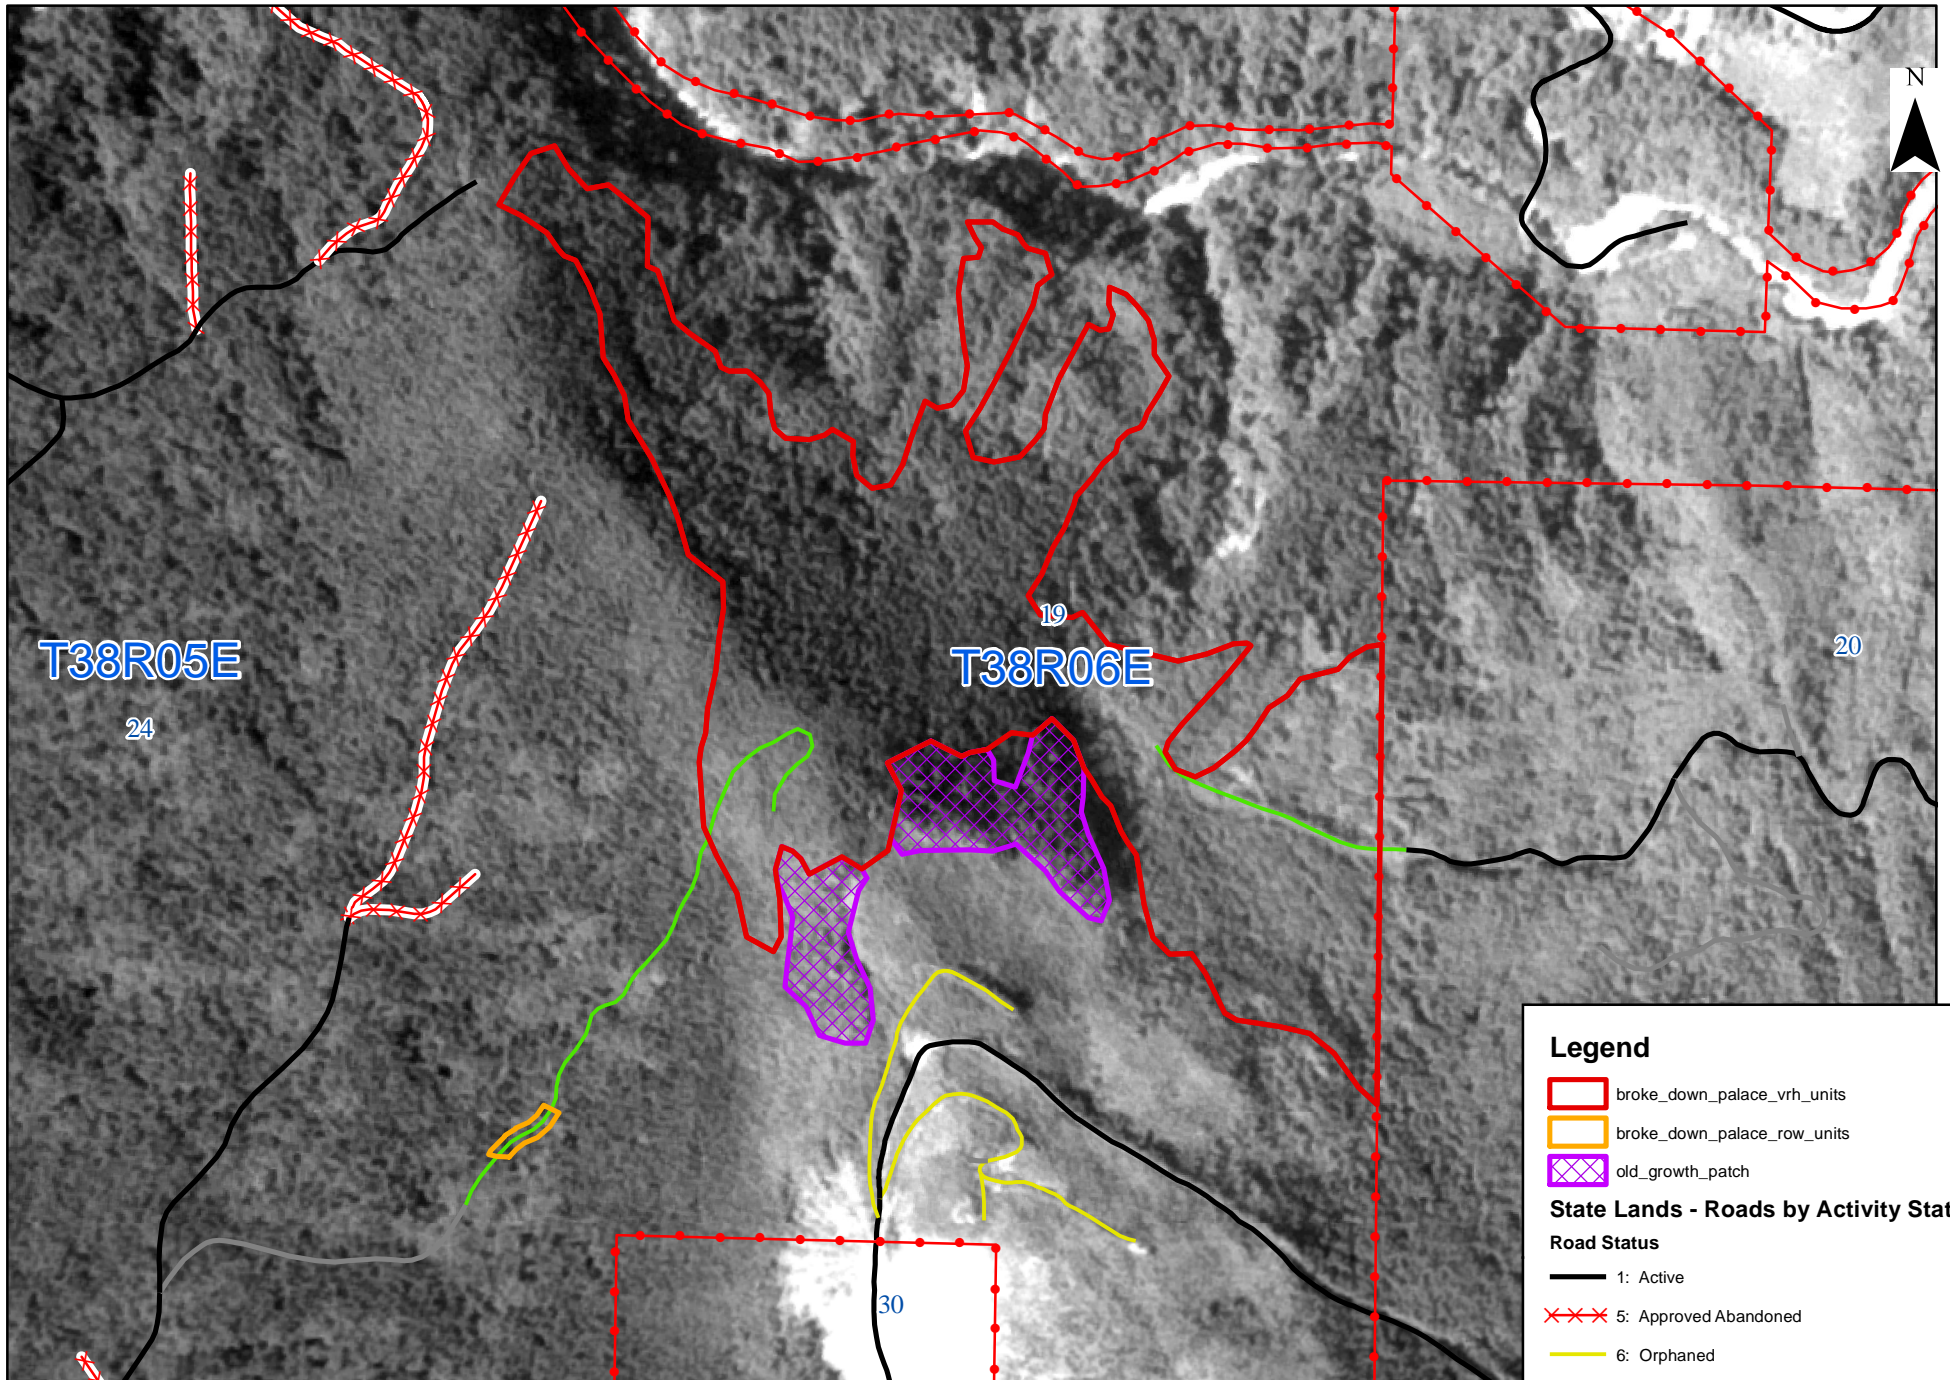 N
19
T38R05E
T38R06E
20
24
30
Legend
broke_down_palace_vrh_units
broke_down_palace_row_units
old_growth_patch
State Lands - Roads by Activity Stat
Road Status
1: Active
5: Approved Abandoned
6: Orphaned